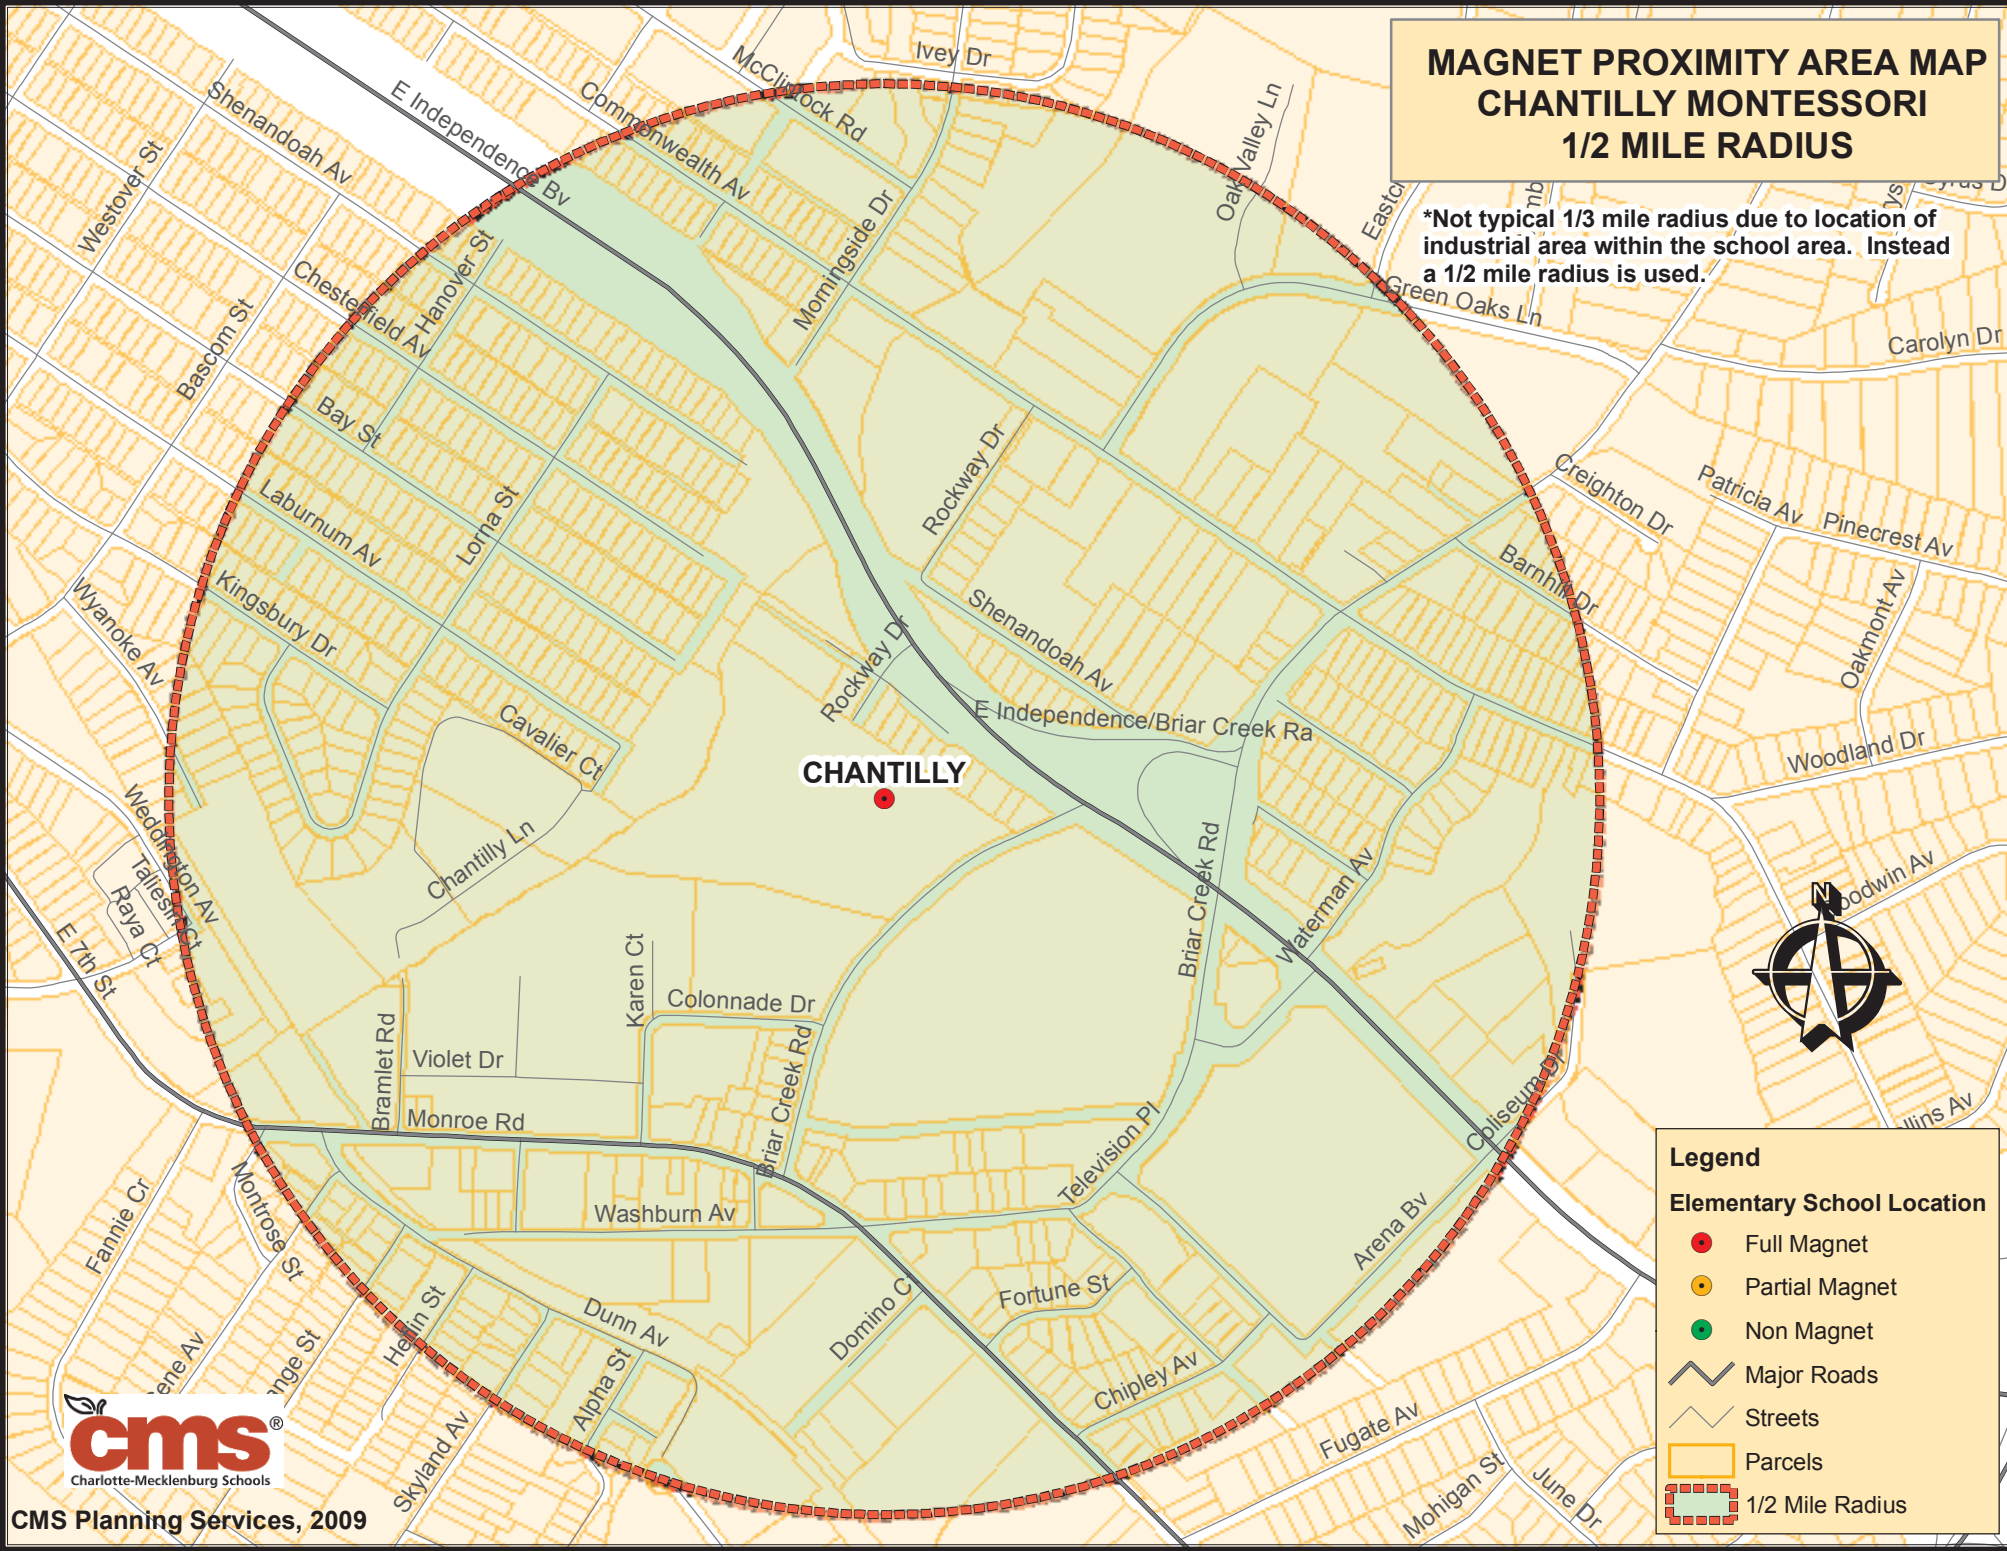 MAGNET PROXIMITY AREA MAP
CHANTILLY MONTESSORI
1/2 MILE RADIUS
*Not typical 1/3 mile radius due to location of
industrial area within the school area. Instead
a 1/2 mile radius is used.
Ivey Dr
McClintock Rd
E Independence Bv
Commonwealth Av
Shenandoah Av
Westover St
Oak Valley Ln
Morningside Dr
Hanover St
Chesterfield Av
Bascom St
Green Oaks Ln
Carolyn Dr
Bay St
Rockway Dr
Laburnum Av
Lorna St
Creighton Dr
Patricia Av
Pinecrest Av
Barnhill Dr
Oakmont Av
Kingsbury Dr
Wyanoke Av
Shenandoah Av
Rockway Dr
E Independence/Briar Creek Ra
Cavalier Ct
Woodland Dr
CHANTILLY
Weddington Av
Taliesin Ct
Raya Ct
Chantilly Ln
Briar Creek Rd
Waterman Av
E 7th St
N
Karen Ct
Colonnade Dr
Bramlet Rd
Violet Dr
Monroe Rd
Briar Creek Rd
Television Pl
Coliseum Dr
Fannie Cr
Montrose St
Washburn Av
Arena Bv
Fortune St
Domino C
Dunn Av
Alpha St
Chipley Av
Skyland Av
Fugate Av
Mohigan St
June Dr
Legend
Elementary School Location
Full Magnet
Partial Magnet
Non Magnet
Major Roads
Streets
Parcels
1/2 Mile Radius
cms®
Charlotte-Mecklenburg Schools
CMS Planning Services, 2009